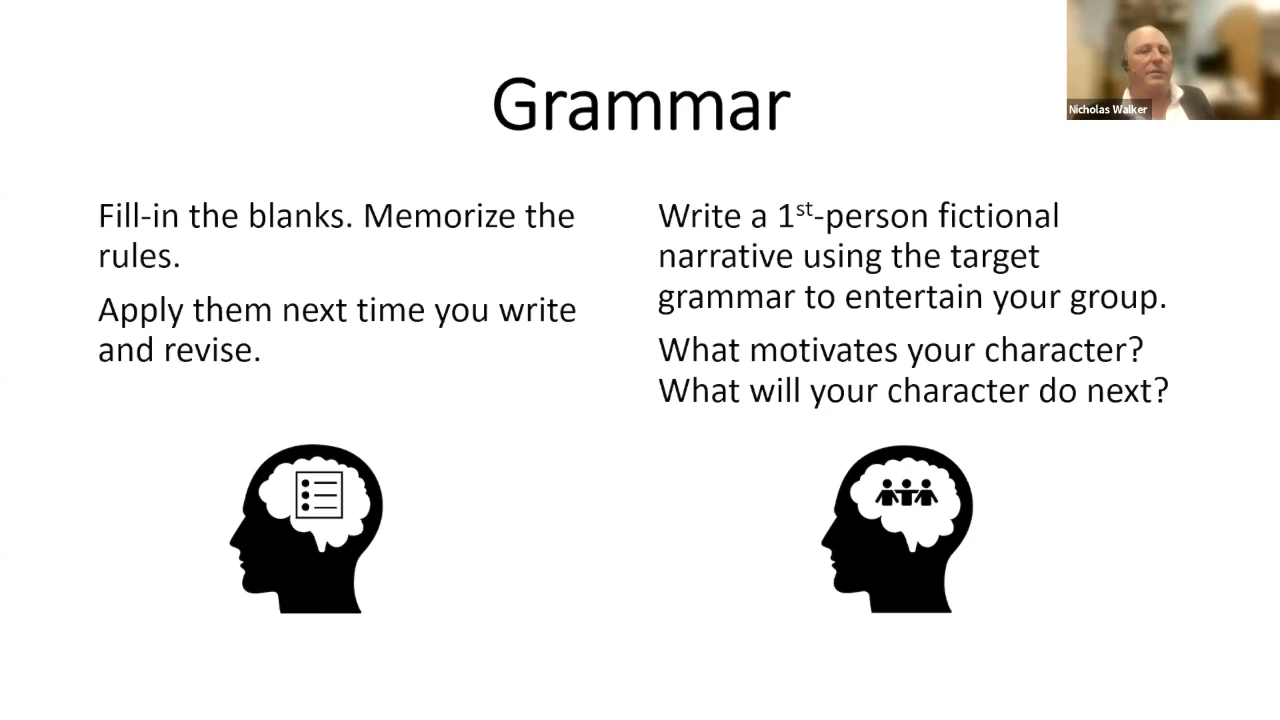 Grammar
Nicholas Walker
Fill-in the blanks. Memorize the
rules.
Apply them next time you write
and revise.
Write a 1st-person fictional
narrative using the target
grammar to entertain your group.
What motivates your character?
What will your character do next?